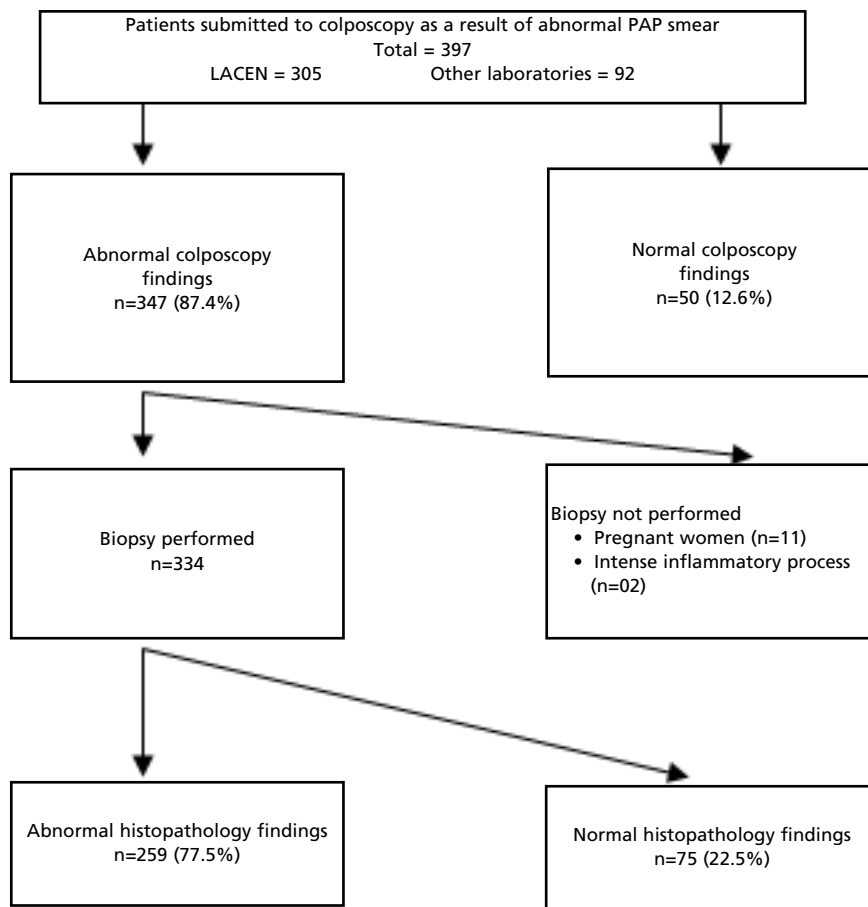 Patients submitted to colposcopy as a result of abnormal PAP smear
Total = 397
LACEN = 305 Other laboratories = 92
Abnormal colposcopy
findings
n=347 (87.4%)
Normal colposcopy
findings
n=50 (12.6%)
Biopsy performed
n=334
Biopsy not performed
• Pregnant women (n=11)
• Intense inflammatory process
(n=02)
Abnormal histopathology findings
n=259 (77.5%)
Normal histopathology findings
n=75 (22.5%)